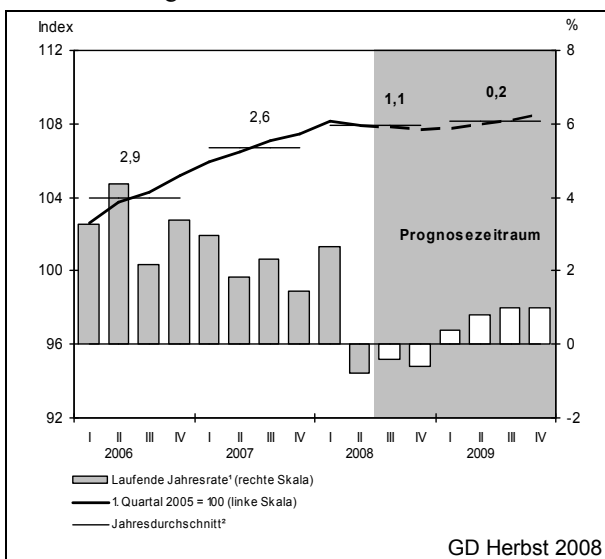 Index %
112 8
108 6
104 4
100 2
96 0
92 -2
2,9
2,6
1,1
0,2
Prognosezeitraum
I II III IV I II III IV I II III IV I II III IV
2006 2007 2008 2009
Laufende Jahresrate¹ (rechte Skala)
1. Quartal 2005 = 100 (linke Skala)
Jahresdurchschnitt²
GD Herbst 2008